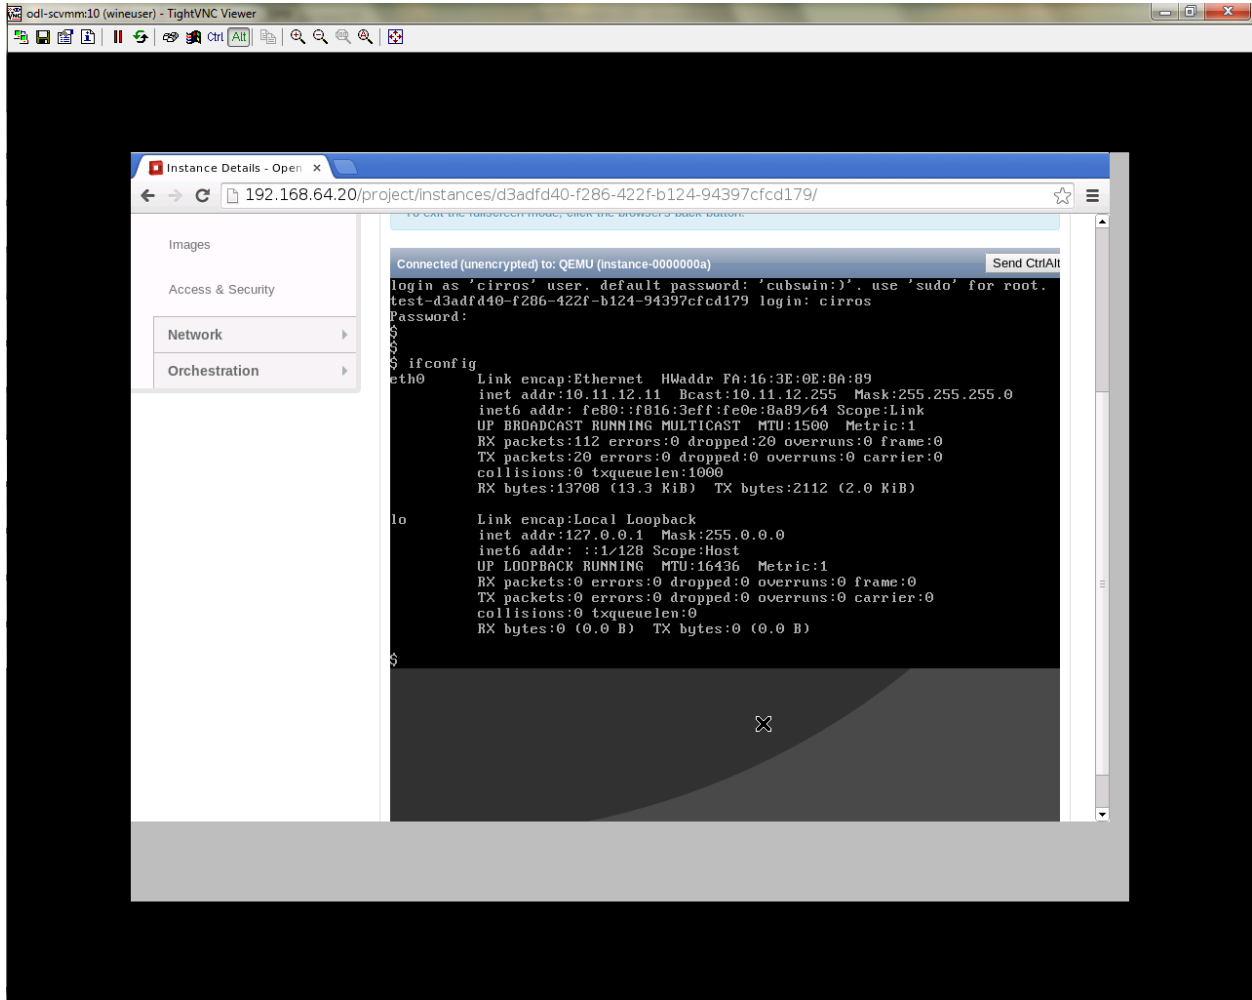 odl-scvmm:10 (wineuser) - TightVNC Viewer
Ctrl Alt
Instance Details - Open
192.168.64.20/project/instances/d3adfd40-f286-422f-b124-94397cfcd179/
To exit the fullscreen mode, click the browser's back button.
Images
Access & Security
Network
Orchestration
Connected (unencrypted) to: QEMU (instance-0000000a)
Send CtrlAlt
login as 'cirros' user. default password: 'cubswin:)'. use 'sudo' for root.
test-d3adfd40-f286-422f-b124-94397cfcd179 login: cirros
Password:
$
$
$ ifconfig
eth0 Link encap:Ethernet HWaddr FA:16:3E:0E:8A:89
inet addr:10.11.12.11 Bcast:10.11.12.255 Mask:255.255.255.0
inet6 addr: fe80::f816:3eff:fe0e:8a89/64 Scope:Link
UP BROADCAST RUNNING MULTICAST MTU:1500 Metric:1
RX packets:112 errors:0 dropped:20 overruns:0 frame:0
TX packets:20 errors:0 dropped:0 overruns:0 carrier:0
collisions:0 txqueuelen:1000
RX bytes:13708 (13.3 KiB) TX bytes:2112 (2.0 KiB)
lo Link encap:Local Loopback
inet addr:127.0.0.1 Mask:255.0.0.0
inet6 addr: ::1/128 Scope:Host
UP LOOPBACK RUNNING MTU:16436 Metric:1
RX packets:0 errors:0 dropped:0 overruns:0 frame:0
TX packets:0 errors:0 dropped:0 overruns:0 carrier:0
collisions:0 txqueuelen:0
RX bytes:0 (0.0 B) TX bytes:0 (0.0 B)
$